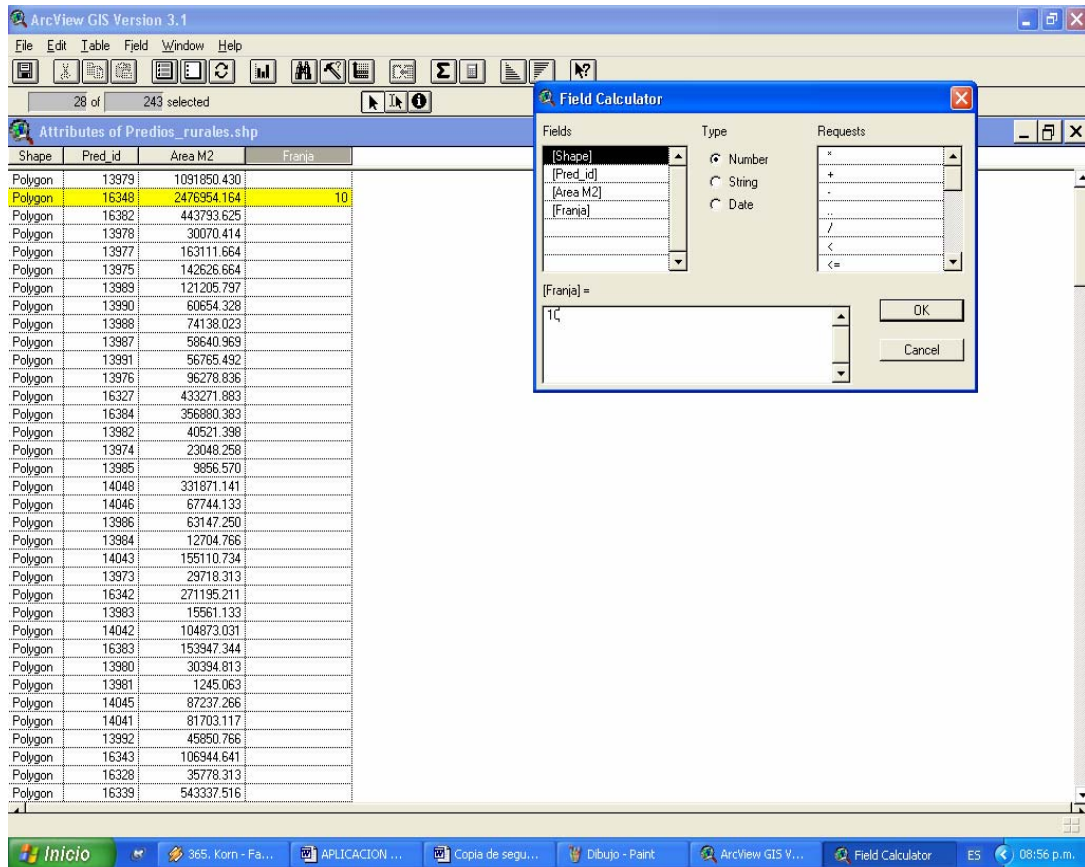 ArcView GIS Version 3.1
File Edit Table Field Window Help
28 of 243 selected
Attributes of Predios_rurales.shp
Shape Pred_id Area M2 Franja
Polygon 13979 1091850.430
Polygon 16348 2476954.164 10
Polygon 16382 443793.625
Polygon 13978 30070.414
Polygon 13977 163111.664
Polygon 13975 142626.664
Polygon 13989 121205.797
Polygon 13990 60654.328
Polygon 13988 74138.023
Polygon 13987 58640.969
Polygon 13991 56765.492
Polygon 13976 96278.836
Polygon 16327 433271.883
Polygon 16384 356880.383
Polygon 13982 40521.398
Polygon 13974 23048.258
Polygon 13985 9856.570
Polygon 14048 331871.141
Polygon 14046 67744.133
Polygon 13986 63147.250
Polygon 13984 12704.766
Polygon 14043 155110.734
Polygon 13973 29718.313
Polygon 16342 271195.211
Polygon 13983 15561.133
Polygon 14042 104873.031
Polygon 16383 153947.344
Polygon 13980 30394.813
Polygon 13981 1245.063
Polygon 14045 87237.266
Polygon 14041 81703.117
Polygon 13992 45850.766
Polygon 16343 106944.641
Polygon 16328 35778.313
Polygon 16339 543337.516
Field Calculator
Fields Type Requests
[Shape] Number *
[Pred_id] String +
[Area M2] Date -
[Franja] ..
/
<
<=
[Franja] =
10
OK
Cancel
Inicio 365. Korn - Fa... APLICACION ... Copia de segu... Dibujo - Paint ArcView GIS V... Field Calculator ES 08:56 p.m.